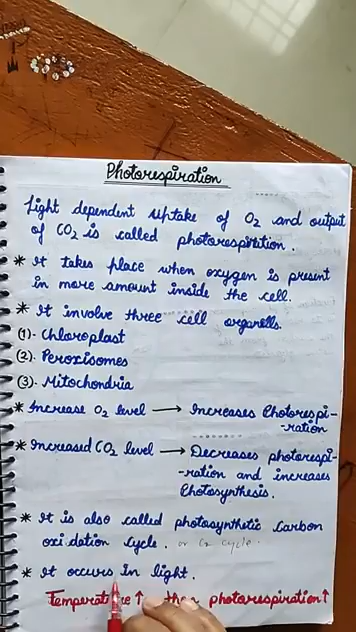 Photorespiration
Light dependent uptake of O2 and output
of CO2 is called photorespiration.
* It takes place when oxygen is present
in more amount inside the cell.
* It involve three cell organells.
(1). Chloroplast
(2). Peroxisomes
(3). Mitochondria
* Increase O2 level → Increases Photorespi-
-ration
* Increased CO2 level → Decreases photorespi-
-ration and increases
Photosynthesis.
* It is also called photosynthetic Carbon
oxidation Cycle. or C2 cycle.
* It occurs in light.
Temperature ↑ then photorespiration ↑